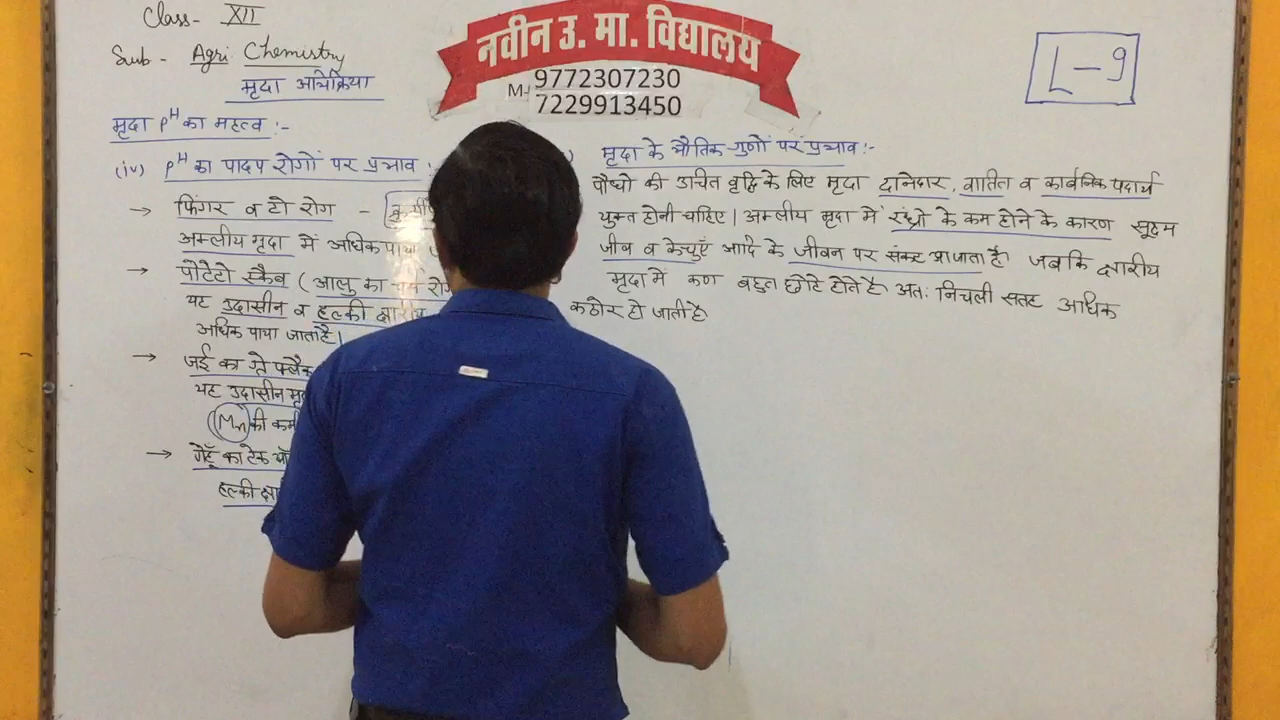 Class- XII
Sub - Agri Chemistry
मृदा अभिक्रिया
नवीन उ. मा. विद्यालय
M- 9772307230
7229913450
L-9
मृदा pH का महत्व :-
(iv) pH का पादप रोगों पर प्रभाव :
→ फिंगर व टो रोग -
अम्लीय मृदा में अधिक पाया
→ पोटेटो स्कैब ( आलु का
यह उदासीन व हल्की क्षारीय
अधिक पाया जाता है।
→ जई का ग्रे
यह उदासीन
(Mn) की कमी
→ गेहूँ का टेक
हल्की
) मृदा के भौतिक गुणों पर प्रभाव :-
पौधो की उचित वृद्धि के लिए मृदा दानेदार, वातित व कार्बनिक पदार्थ
युक्त होनी चाहिए। अम्लीय मृदा में रंध्रो के कम होने के कारण सूक्ष्म
जीव व केचुएँ आदि के जीवन पर संकट आ जाता है जबकि क्षारीय
मृदा में कण बहुत छोटे होते है अतः निचली सतह अधिक
कठोर हो जाती है